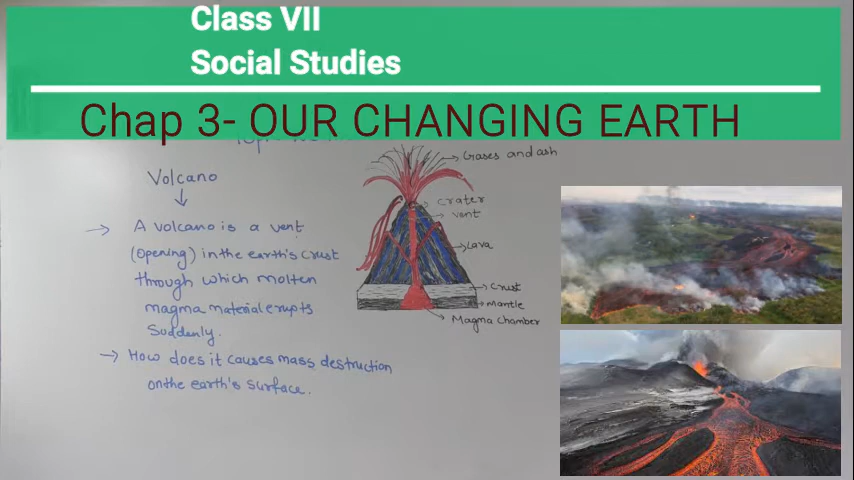 Class VII
Social Studies
Chap 3- OUR CHANGING EARTH
Volcano
A volcano is a vent
(opening) in the earth's crust
through which molten
magma material erupts
Suddenly.
How does it causes mass destruction
on the earth's surface.
Gases and ash
Crater
vent
Lava
Crust
Mantle
Magma chamber